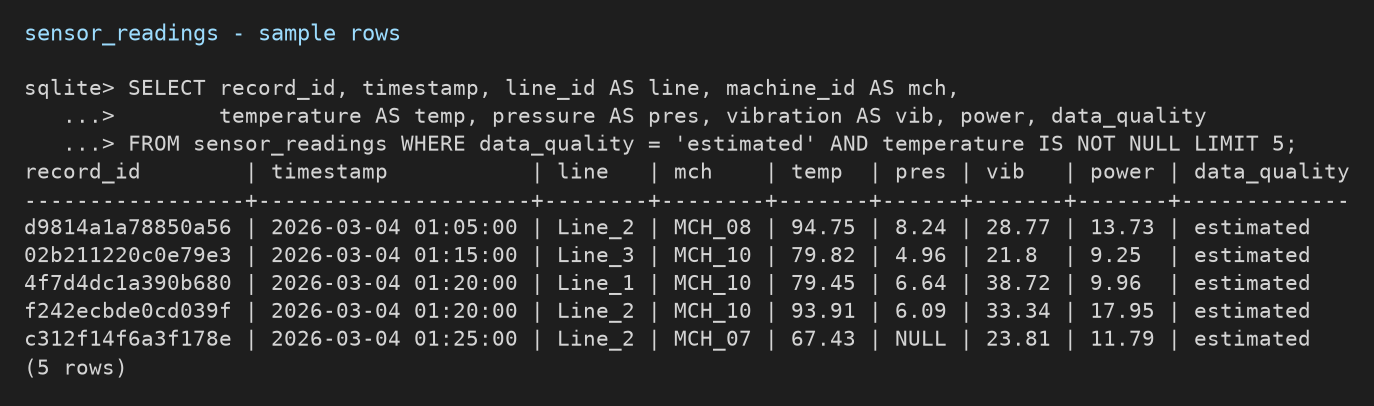 sensor_readings - sample rows
sqlite> SELECT record_id, timestamp, line_id AS line, machine_id AS mch,
   ...>        temperature AS temp, pressure AS pres, vibration AS vib, power, data_quality
   ...> FROM sensor_readings WHERE data_quality = 'estimated' AND temperature IS NOT NULL LIMIT 5;
record_id        | timestamp           | line   | mch    | temp  | pres | vib   | power | data_quality
-----------------+---------------------+--------+--------+-------+------+-------+-------+-------------
d9814a1a78850a56 | 2026-03-04 01:05:00 | Line_2 | MCH_08 | 94.75 | 8.24 | 28.77 | 13.73 | estimated
02b211220c0e79e3 | 2026-03-04 01:15:00 | Line_3 | MCH_10 | 79.82 | 4.96 | 21.8  | 9.25  | estimated
4f7d4dc1a390b680 | 2026-03-04 01:20:00 | Line_1 | MCH_10 | 79.45 | 6.64 | 38.72 | 9.96  | estimated
f242ecbde0cd039f | 2026-03-04 01:20:00 | Line_2 | MCH_10 | 93.91 | 6.09 | 33.34 | 17.95 | estimated
c312f14f6a3f178e | 2026-03-04 01:25:00 | Line_2 | MCH_07 | 67.43 | NULL | 23.81 | 11.79 | estimated
(5 rows)